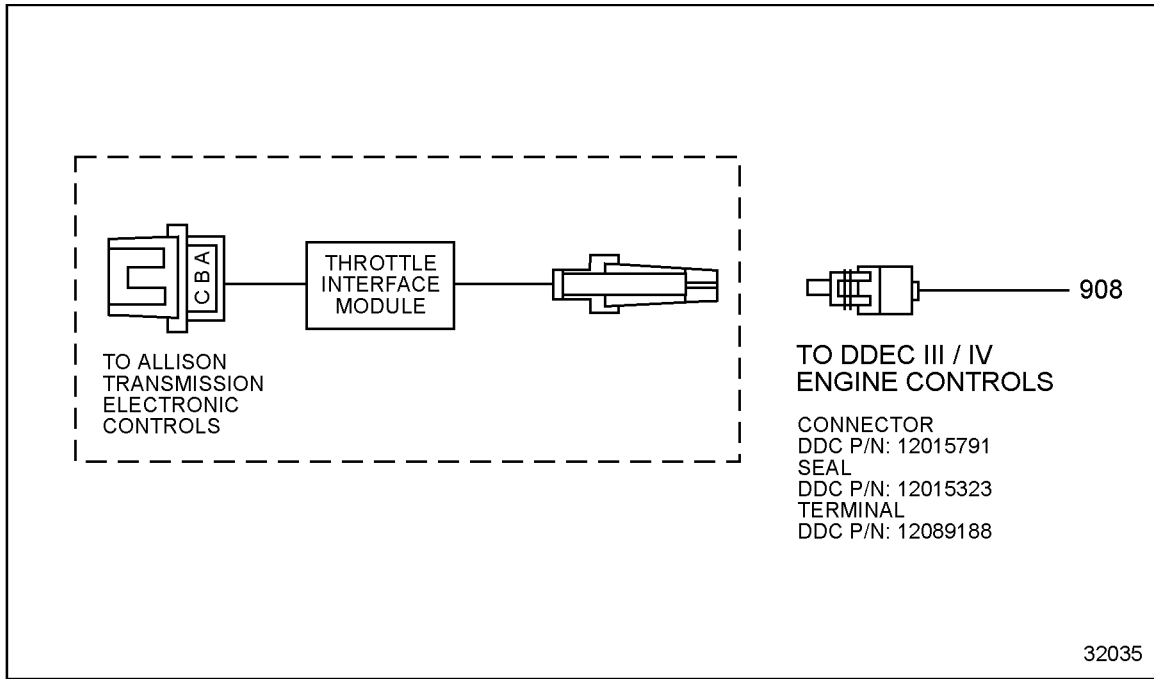 C B A
THROTTLE
INTERFACE
MODULE
908
TO ALLISON
TRANSMISSION
ELECTRONIC
CONTROLS
TO DDEC III / IV
ENGINE CONTROLS
CONNECTOR
DDC P/N: 12015791
SEAL
DDC P/N: 12015323
TERMINAL
DDC P/N: 12089188
32035